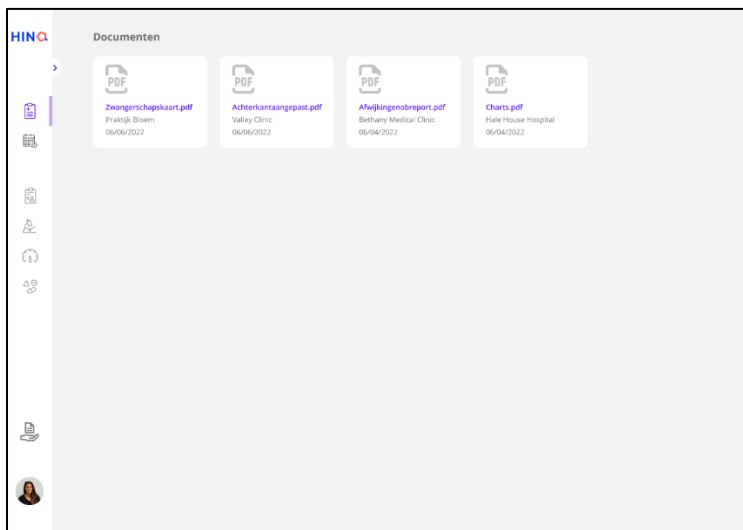 HINQ
Documenten
PDF
Zwangerschapskaart.pdf
Praktijk Bloem
06/06/2022
PDF
Achterkantaangepast.pdf
Valley Clinic
06/06/2022
PDF
Afwijkingenobreport.pdf
Bethany Medical Clinic
06/04/2022
PDF
Charts.pdf
Hale House Hospital
06/04/2022